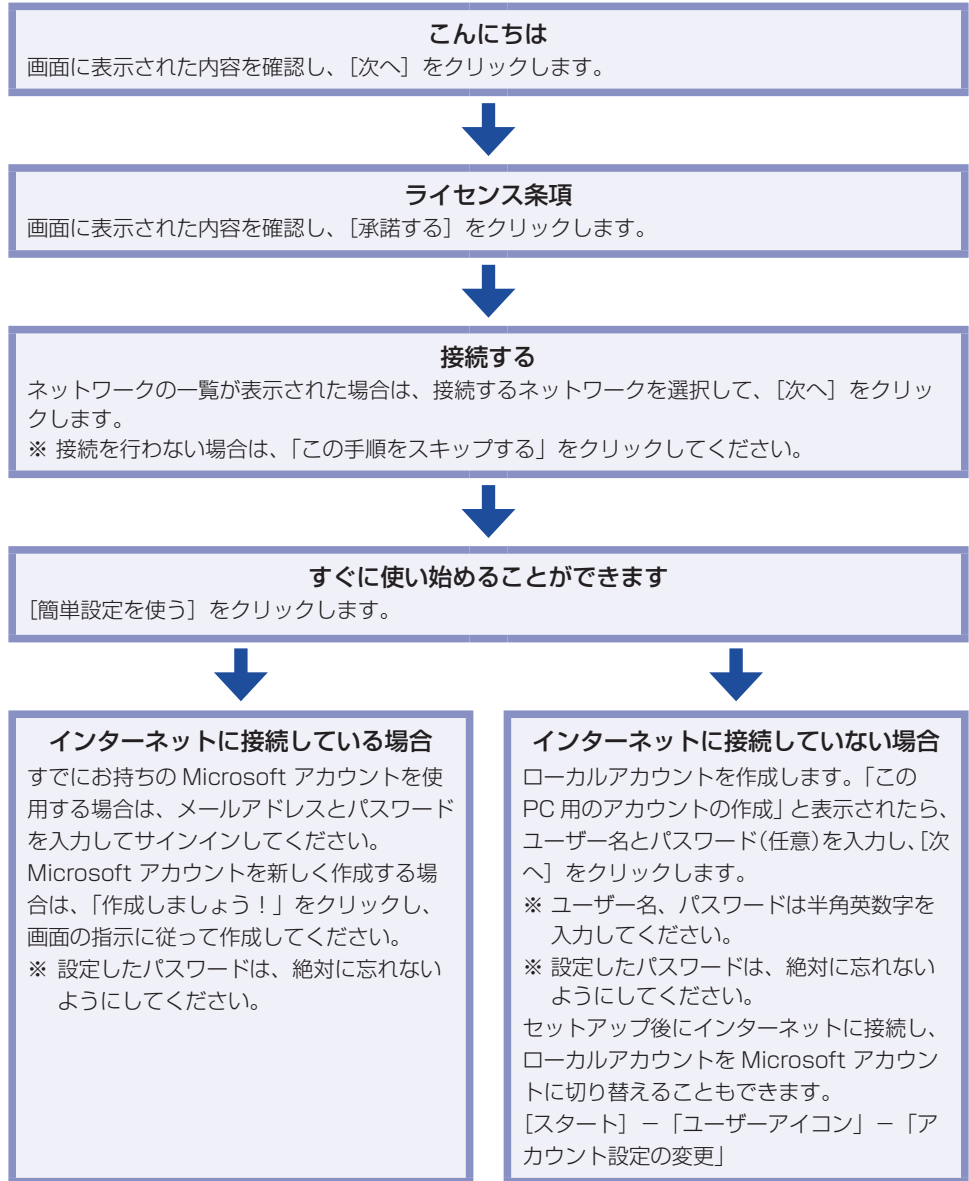 こんにちは
画面に表示された内容を確認し、［次へ］をクリックします。
ライセンス条項
画面に表示された内容を確認し、［承諾する］をクリックします。
接続する
ネットワークの一覧が表示された場合は、接続するネットワークを選択して、［次へ］をクリッ
クします。
※ 接続を行わない場合は、「この手順をスキップする」をクリックしてください。
すぐに使い始めることができます
［簡単設定を使う］をクリックします。
インターネットに接続している場合
すでにお持ちの Microsoft アカウントを使
用する場合は、メールアドレスとパスワード
を入力してサインインしてください。
Microsoft アカウントを新しく作成する場
合は、「作成しましょう！」をクリックし、
画面の指示に従って作成してください。
※ 設定したパスワードは、絶対に忘れない
ようにしてください。
インターネットに接続していない場合
ローカルアカウントを作成します。「この
PC 用のアカウントの作成」と表示されたら、
ユーザー名とパスワード（任意）を入力し、［次
へ］をクリックします。
※ ユーザー名、パスワードは半角英数字を
入力してください。
※ 設定したパスワードは、絶対に忘れない
ようにしてください。
セットアップ後にインターネットに接続し、
ローカルアカウントを Microsoft アカウン
トに切り替えることもできます。
［スタート］－「ユーザーアイコン」－「ア
カウント設定の変更」